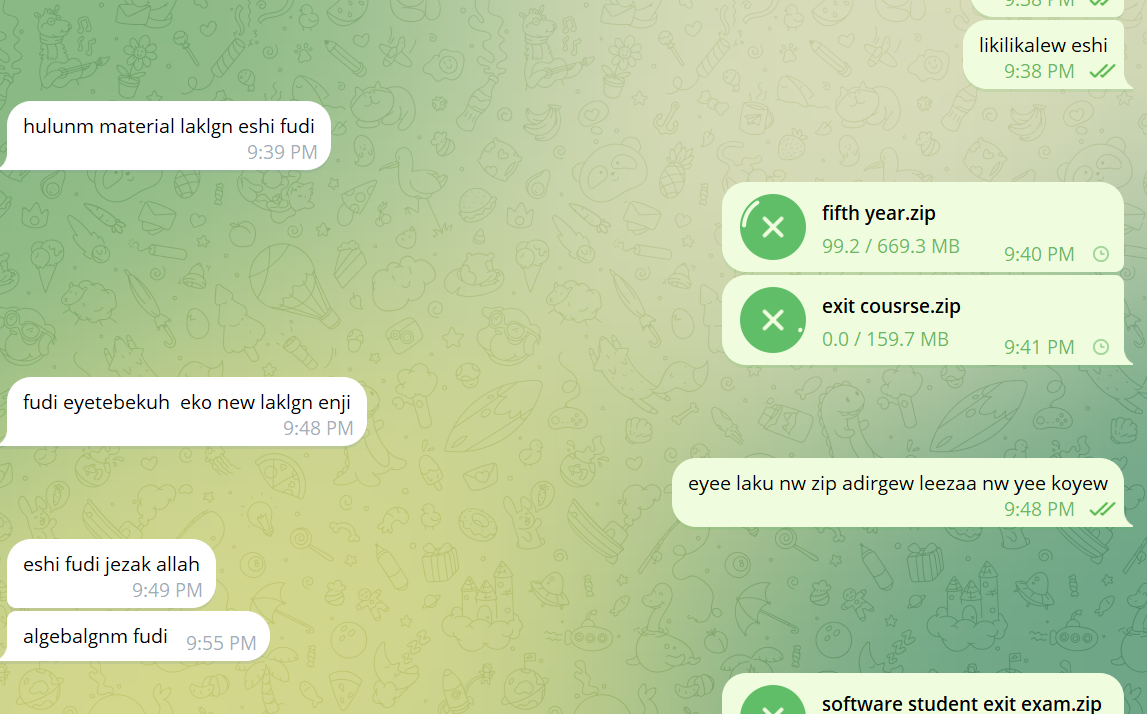 9:38 PM
likilikalew eshi
9:38 PM
hulunm material laklgn eshi fudi
9:39 PM
fifth year.zip
99.2 / 669.3 MB
9:40 PM
exit cousrse.zip
0.0 / 159.7 MB
9:41 PM
fudi eyetebekuh eko new laklgn enji
9:48 PM
eyee laku nw zip adirgew leezaa nw yee koyew
9:48 PM
eshi fudi jezak allah
9:49 PM
algebalgnm fudi
9:55 PM
software student exit exam.zip